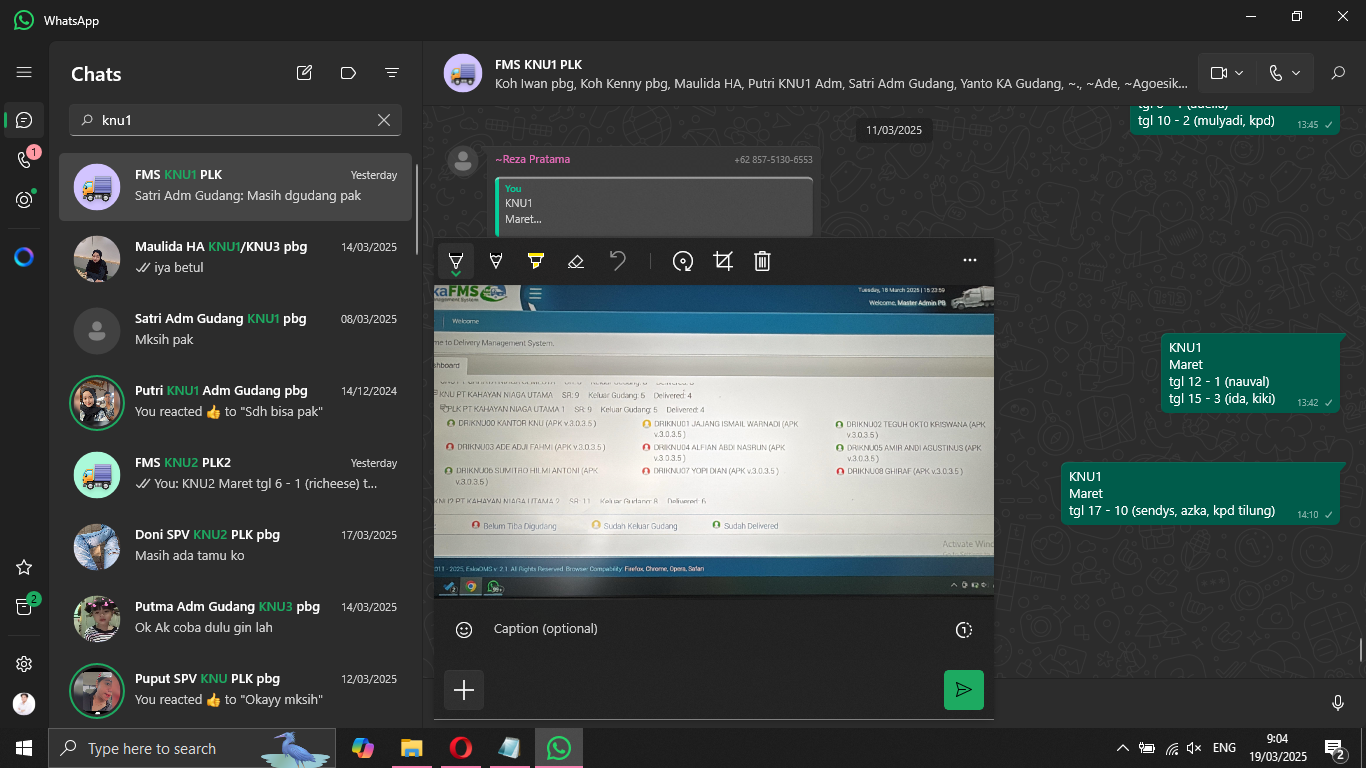 WhatsApp
Chats
knu1
FMS KNU1 PLK
Yesterday
Satri Adm Gudang: Masih dgudang pak
Maulida HA KNU1/KNU3 pbg
14/03/2025
iya betul
Satri Adm Gudang KNU1 pbg
08/03/2025
Mksih pak
Putri KNU1 Adm Gudang pbg
14/12/2024
You reacted 👍 to "Sdh bisa pak"
FMS KNU2 PLK2
Yesterday
You: KNU2 Maret tgl 6 - 1 (richeese) t...
Doni SPV KNU2 PLK pbg
17/03/2025
Masih ada tamu ko
Putma Adm Gudang KNU3 pbg
14/03/2025
Ok Ak coba dulu gin lah
Puput SPV KNU PLK pbg
12/03/2025
You reacted 👍 to "Okayy mksih"
1
2
FMS KNU1 PLK
Koh Iwan pbg, Koh Kenny pbg, Maulida HA, Putri KNU1 Adm, Satri Adm Gudang, Yanto KA Gudang, ~., ~Ade, ~Agoesik...
tgl 10 - 2 (mulyadi, kpd)
13:45
11/03/2025
~Reza Pratama
+62 857-5130-6553
You
KNU1
Maret...
kaFMS
Management System
Tuesday, 18 March 2025 | 15:23:59
Welcome, Master Admin PB
Welcome
me to Delivery Management System.
shboard
KNU PT KAHAYAN NIAGA UTAMA SR: 9 Keluar Gudang: 5 Delivered: 4
PLK PT KAHAYAN NIAGA UTAMA 1 SR: 9 Keluar Gudang: 5 Delivered: 4
DRIKNU00 KANTOR KNU (APK v.3.0.3.5 )
DRIKNU01 JAJANG ISMAIL WARNADI (APK
v.3.0.3.5 )
DRIKNU02 TEGUH OKTO KRISWANA (APK
v.3.0.3.5 )
DRIKNU03 ADE ADJI FAHMI (APK v.3.0.3.5 )
DRIKNU04 ALFIAN ABDI NASRUN (APK
v.3.0.3.5 )
DRIKNU05 AMIR ANDI AGUSTINUS (APK
v.3.0.3.5 )
DRIKNU06 SUMITRO HILMI ANTONI (APK
v.3.0.3.5 )
DRIKNU07 YOPI DIAN (APK v.3.0.3.5 )
DRIKNU08 GHIRAF (APK v.3.0.3.5 )
KNU2 PT KAHAYAN NIAGA UTAMA 2 SR: 11 Keluar Gudang: 8 Delivered: 6
Belum Tiba Digudang
Sudah Keluar Gudang
Sudah Delivered
Activate Wind
2011 - 2025, EskaDMS v. 2.1. All Rights Reserved. Browser Compability: Firefox, Chrome, Opera, Safari
Caption (optional)
KNU1
Maret
tgl 12 - 1 (nauval)
tgl 15 - 3 (ida, kiki)
13:42
KNU1
Maret
tgl 17 - 10 (sendys, azka, kpd tilung)
14:10
Type here to search
ENG
9:04
19/03/2025
2